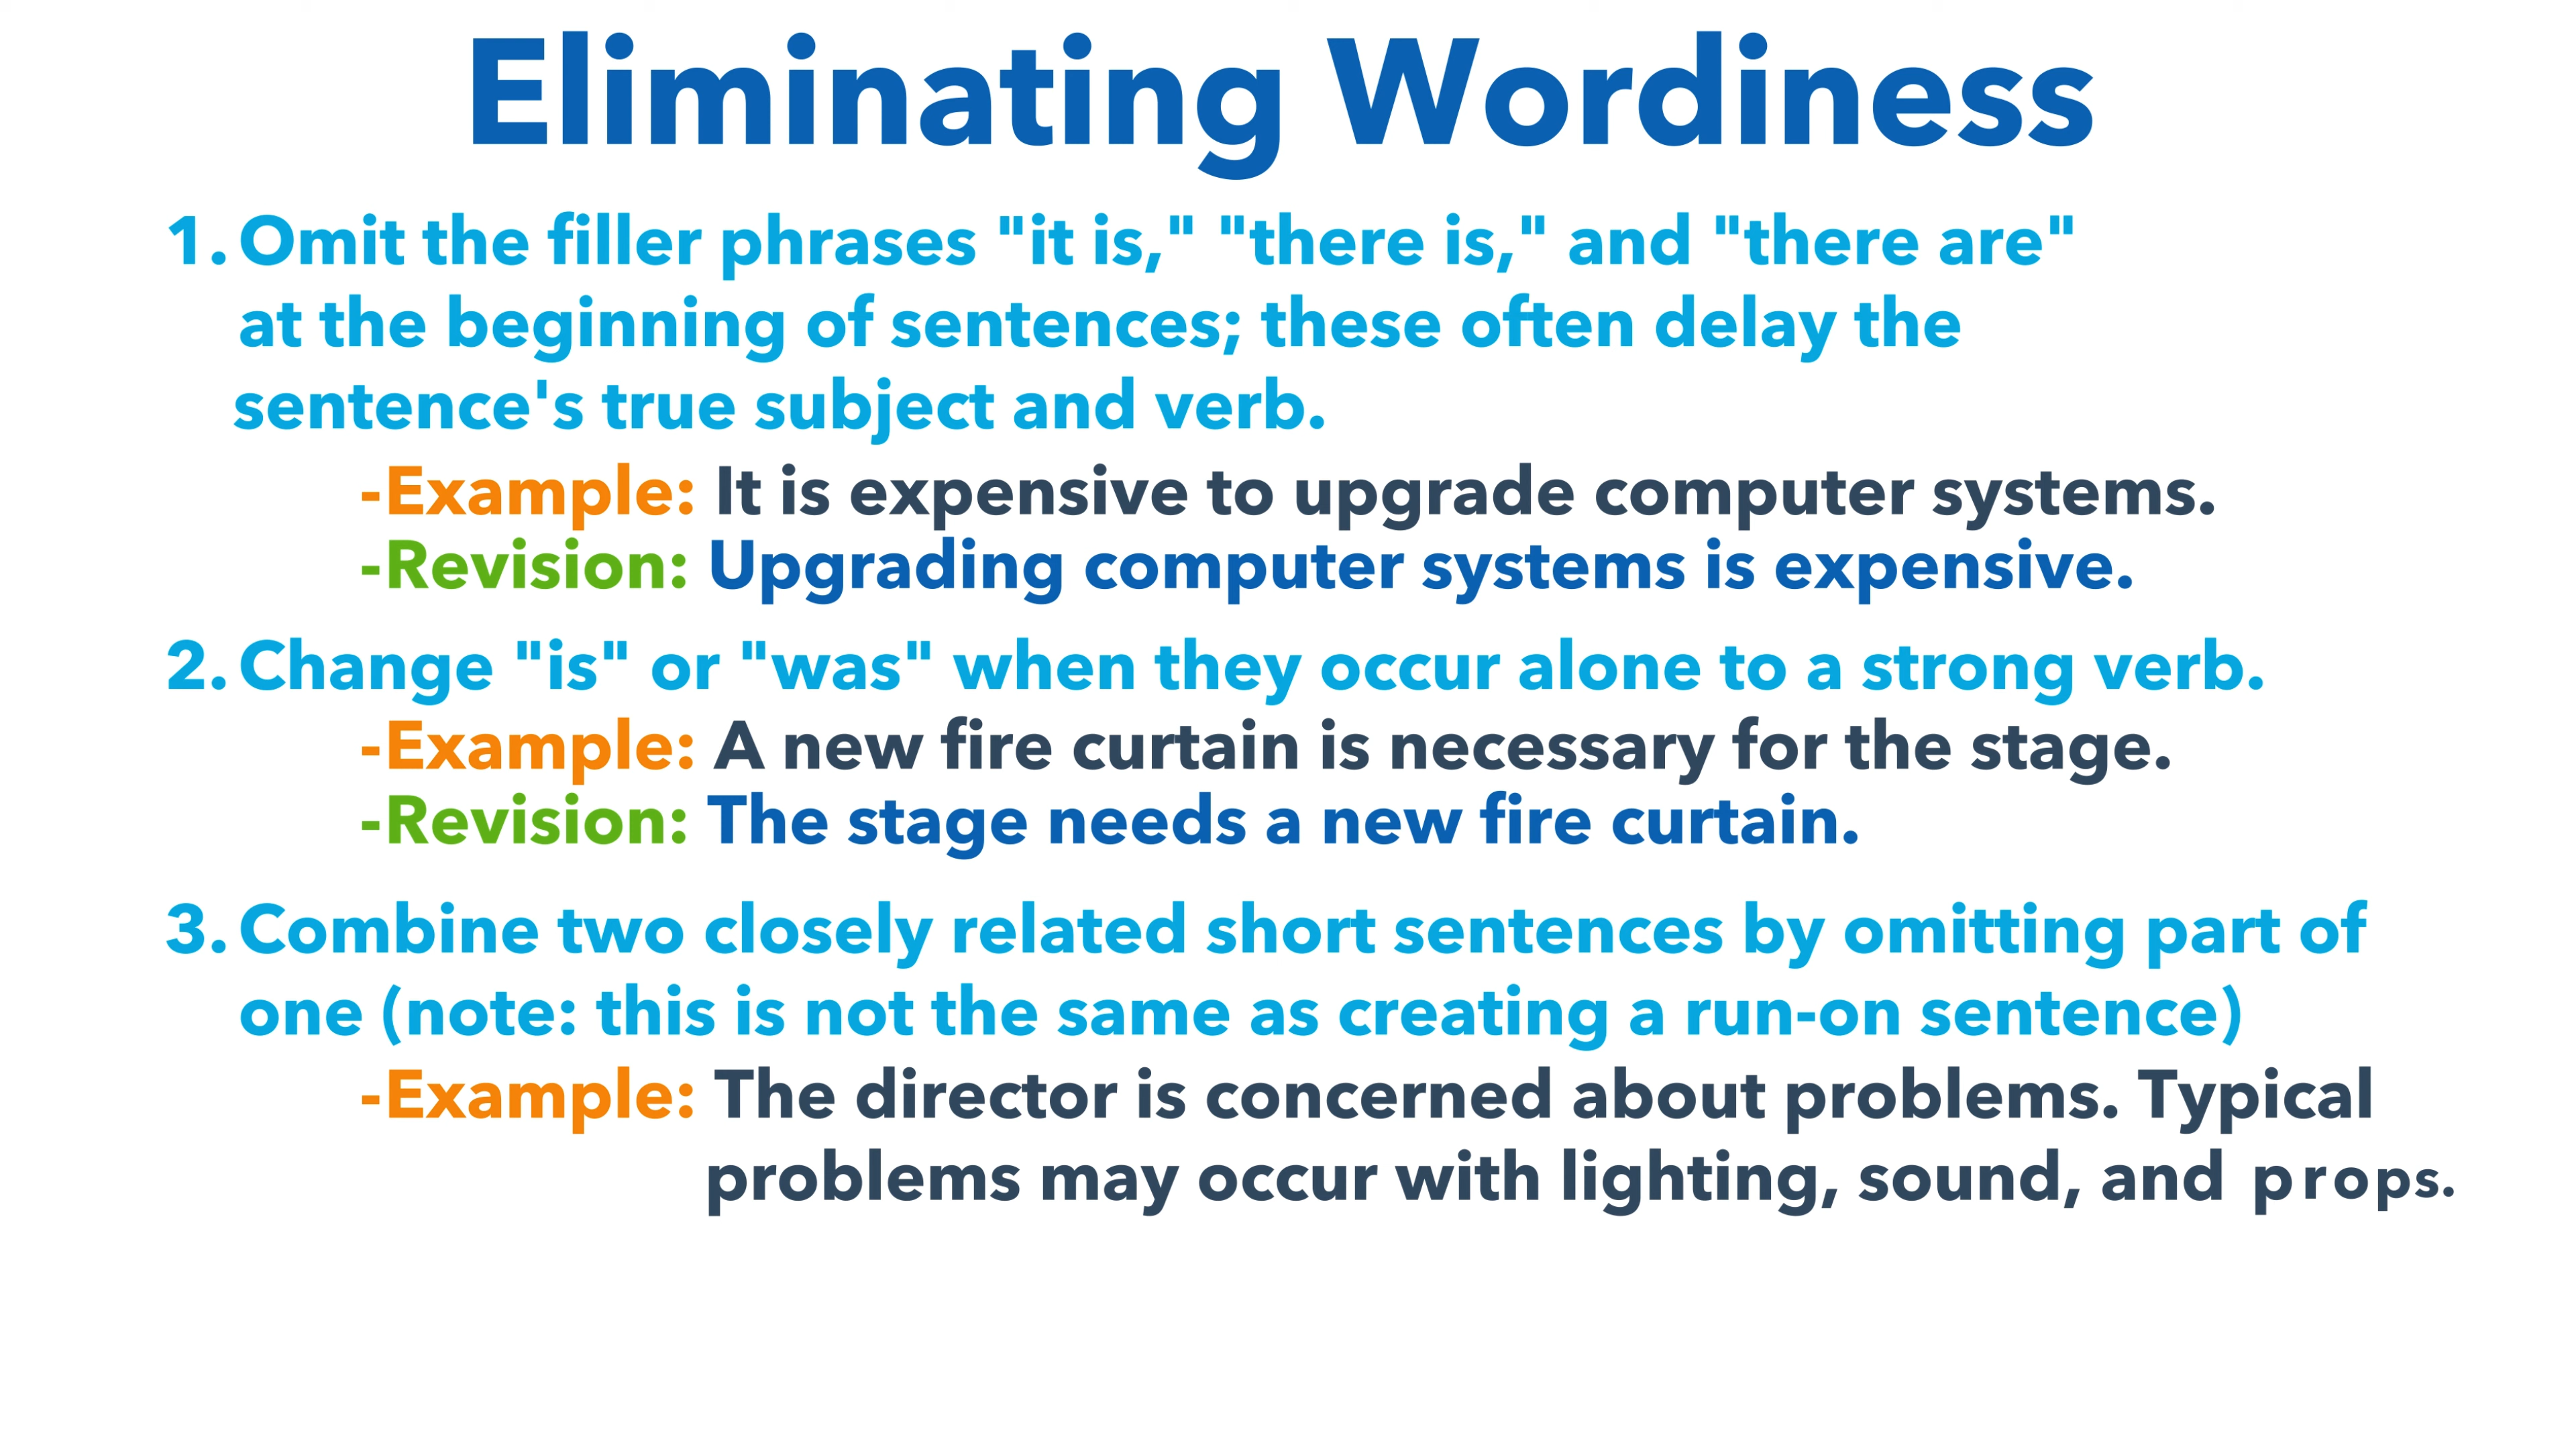 Eliminating Wordiness
1. Omit the filler phrases "it is," "there is," and "there are"
at the beginning of sentences; these often delay the
sentence's true subject and verb.
-Example: It is expensive to upgrade computer systems.
-Revision: Upgrading computer systems is expensive.
2. Change "is" or "was" when they occur alone to a strong verb.
-Example: A new fire curtain is necessary for the stage.
-Revision: The stage needs a new fire curtain.
3. Combine two closely related short sentences by omitting part of
one (note: this is not the same as creating a run-on sentence)
-Example: The director is concerned about problems. Typical
problems may occur with lighting, sound, and props.